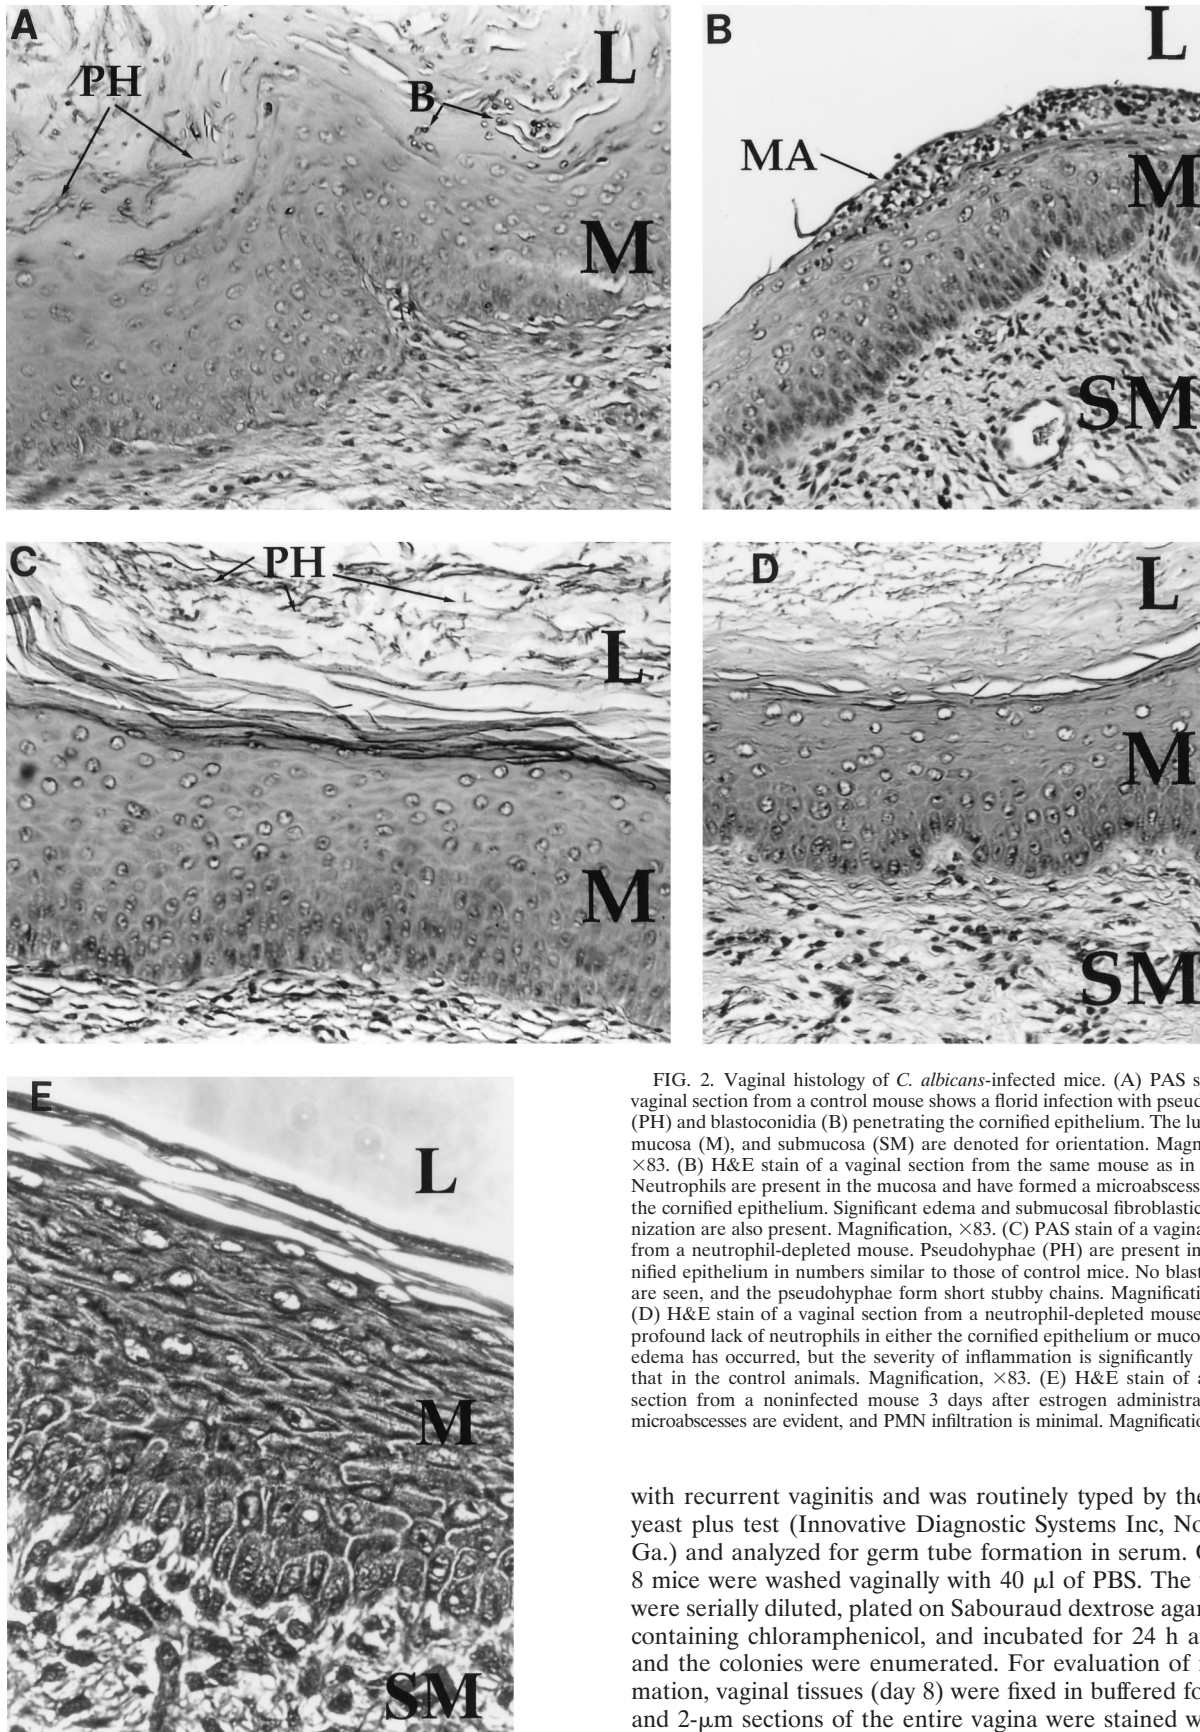 A
PH
B
L
M
B
L
MA
M
SM
C
PH
L
M
D
L
M
SM
E
L
M
SM
FIG. 2. Vaginal histology of C. albicans-infected mice. (A) PAS s
vaginal section from a control mouse shows a florid infection with pseud
(PH) and blastoconidia (B) penetrating the cornified epithelium. The lu
mucosa (M), and submucosa (SM) are denoted for orientation. Magn
×83. (B) H&E stain of a vaginal section from the same mouse as in
Neutrophils are present in the mucosa and have formed a microabscess
the cornified epithelium. Significant edema and submucosal fibroblastic
nization are also present. Magnification, ×83. (C) PAS stain of a vagina
from a neutrophil-depleted mouse. Pseudohyphae (PH) are present in
nified epithelium in numbers similar to those of control mice. No blast
are seen, and the pseudohyphae form short stubby chains. Magnificati
(D) H&E stain of a vaginal section from a neutrophil-depleted mouse
profound lack of neutrophils in either the cornified epithelium or muco
edema has occurred, but the severity of inflammation is significantly
that in the control animals. Magnification, ×83. (E) H&E stain of a
section from a noninfected mouse 3 days after estrogen administra
microabscesses are evident, and PMN infiltration is minimal. Magnificatio
with recurrent vaginitis and was routinely typed by the
yeast plus test (Innovative Diagnostic Systems Inc, No
Ga.) and analyzed for germ tube formation in serum.
8 mice were washed vaginally with 40 μl of PBS. The
were serially diluted, plated on Sabouraud dextrose agar
containing chloramphenicol, and incubated for 24 h a
and the colonies were enumerated. For evaluation of
mation, vaginal tissues (day 8) were fixed in buffered fo
and 2-μm sections of the entire vagina were stained w